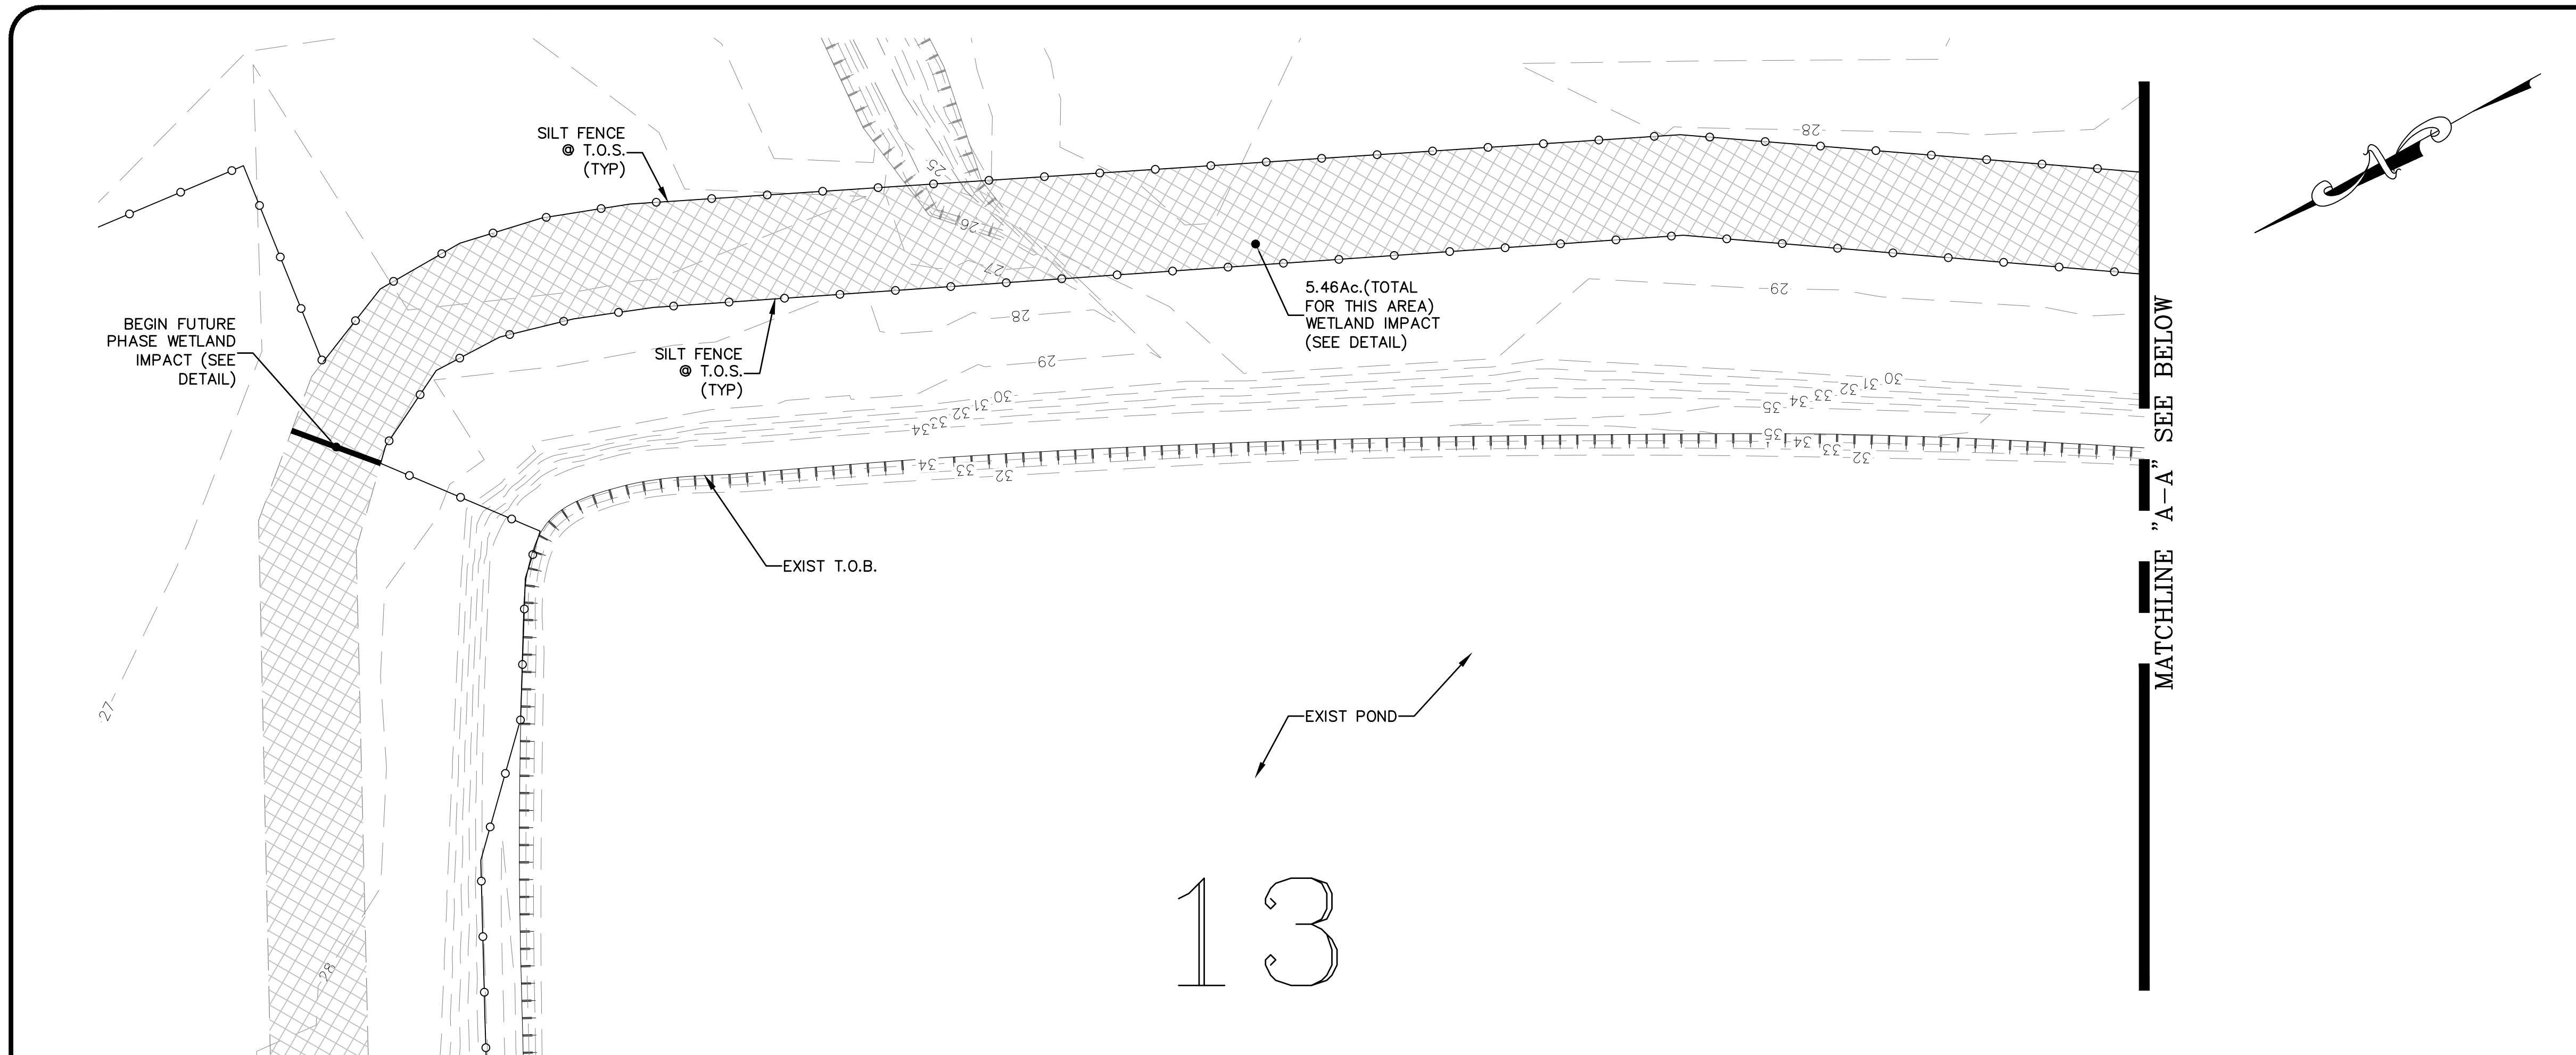 SILT FENCE
@ T.O.S.
(TYP)
28
25
26
27
5.46Ac.(TOTAL
FOR THIS AREA)
WETLAND IMPACT
(SEE DETAIL)
29
28
BEGIN FUTURE
PHASE WETLAND
IMPACT (SEE
DETAIL)
SILT FENCE
@ T.O.S.
(TYP)
29
30
31
32
33
34
30
31
32
33
34
35
35
34
33
32
34
33
32
EXIST T.O.B.
MATCHLINE "A-A" SEE BELOW
27
EXIST POND
13
28
N